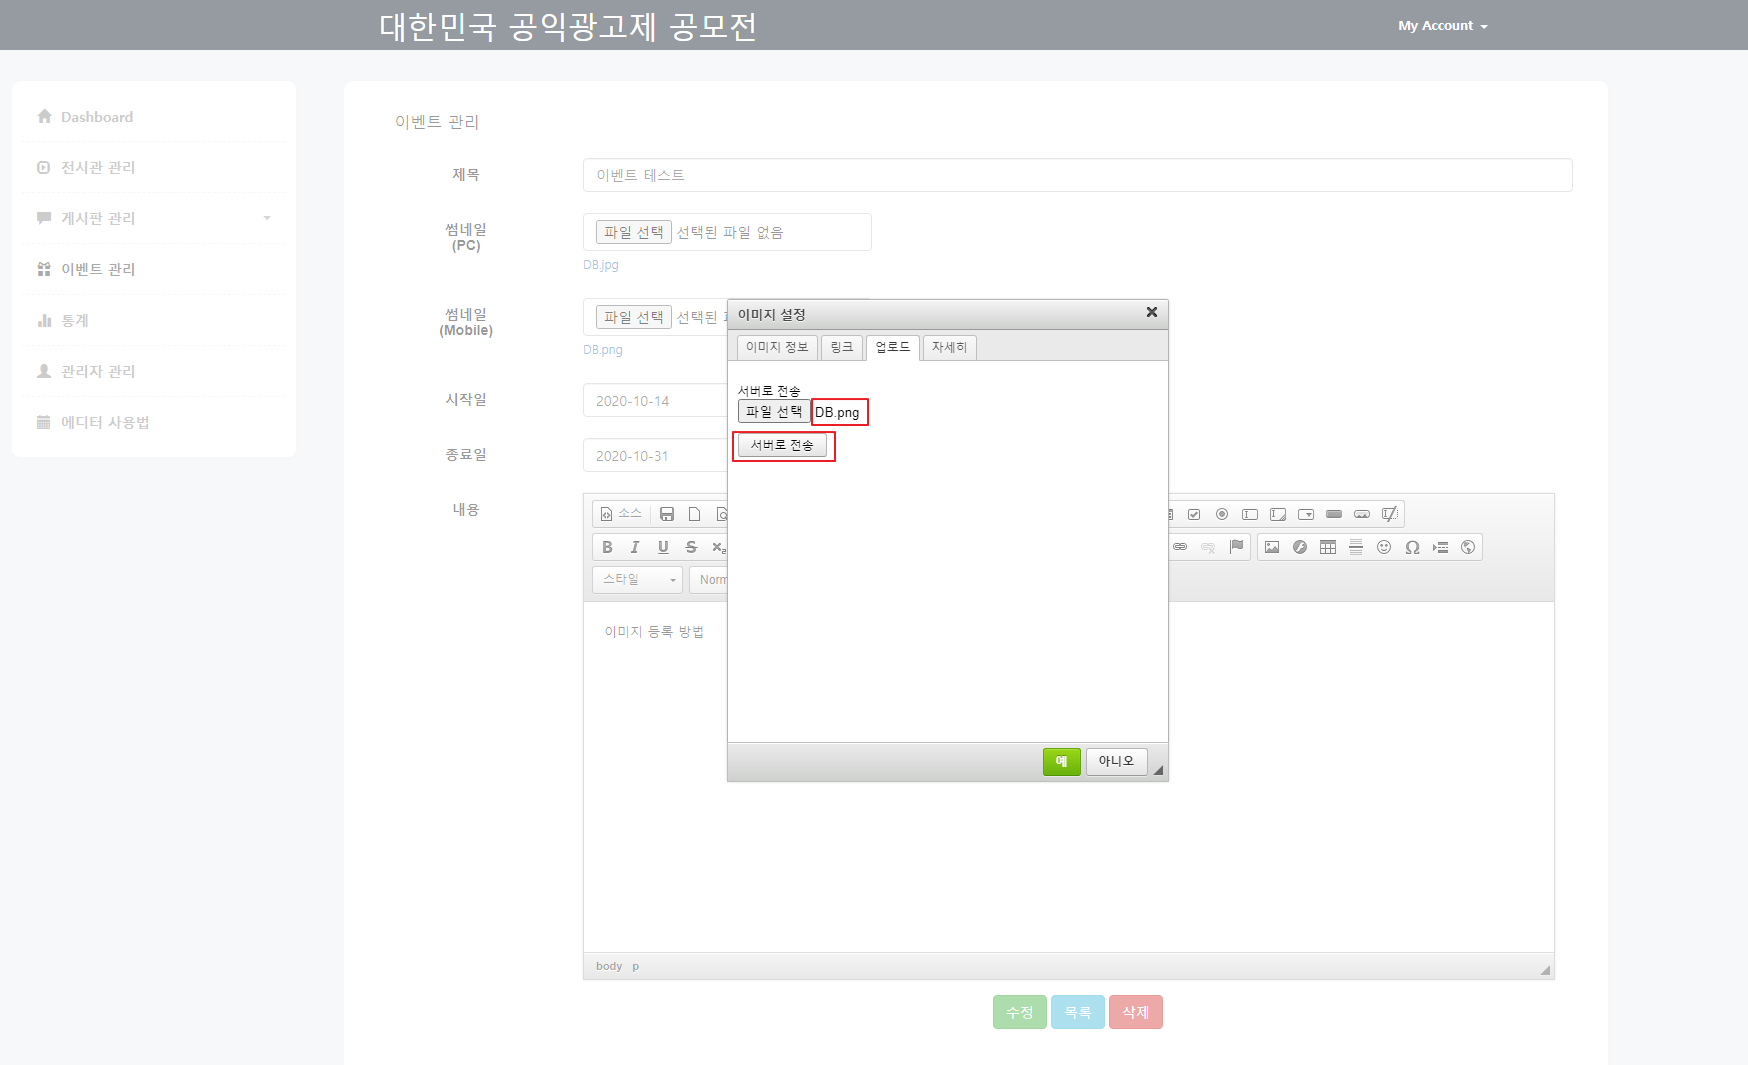 대한민국 공익광고제 공모전
My Account
Dashboard
전시관 관리
게시판 관리
이벤트 관리
통계
관리자 관리
에디터 사용법
이벤트 관리
제목
이벤트 테스트
썸네일
(PC)
파일 선택 선택된 파일 없음
DB.jpg
썸네일
(Mobile)
파일 선택 선택된
DB.png
시작일
2020-10-14
종료일
2020-10-31
내용
소스
스타일
Norm
이미지 등록 방법
body p
수정 목록 삭제
이미지 설정
이미지 정보 링크 업로드 자세히
서버로 전송
파일 선택 DB.png
서버로 전송
예 아니오